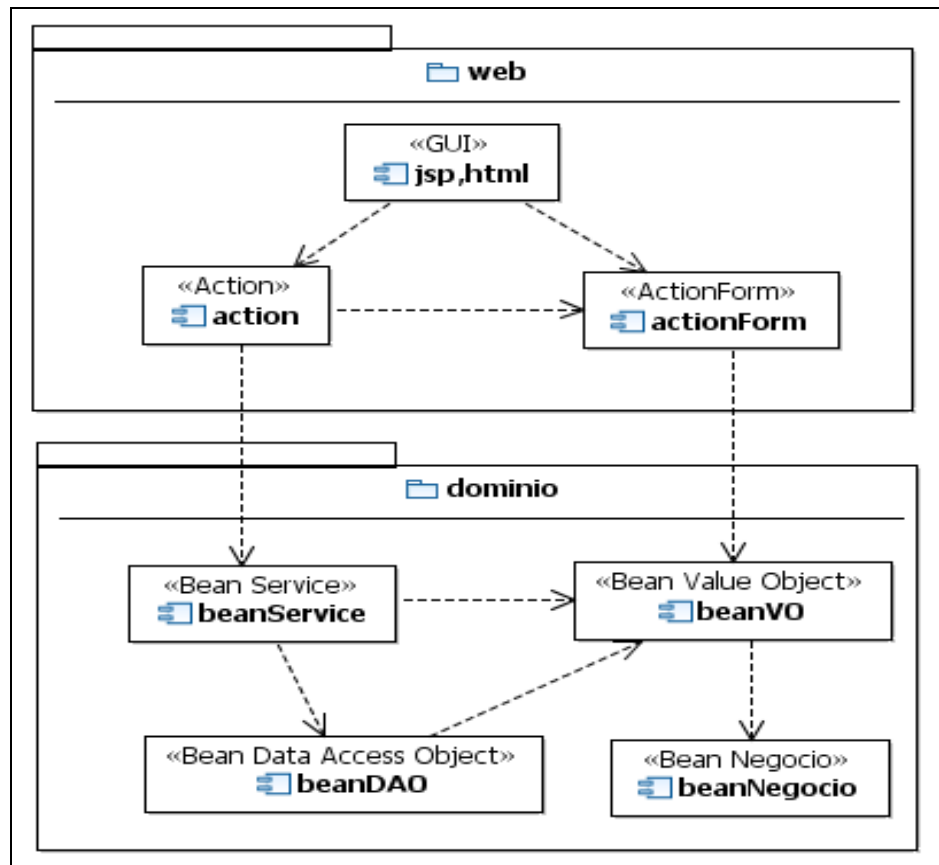 web
«GUI»
jsp,html
«Action»
action
«ActionForm»
actionForm
dominio
«Bean Service»
beanService
«Bean Value Object»
beanVO
«Bean Data Access Object»
beanDAO
«Bean Negocio»
beanNegocio